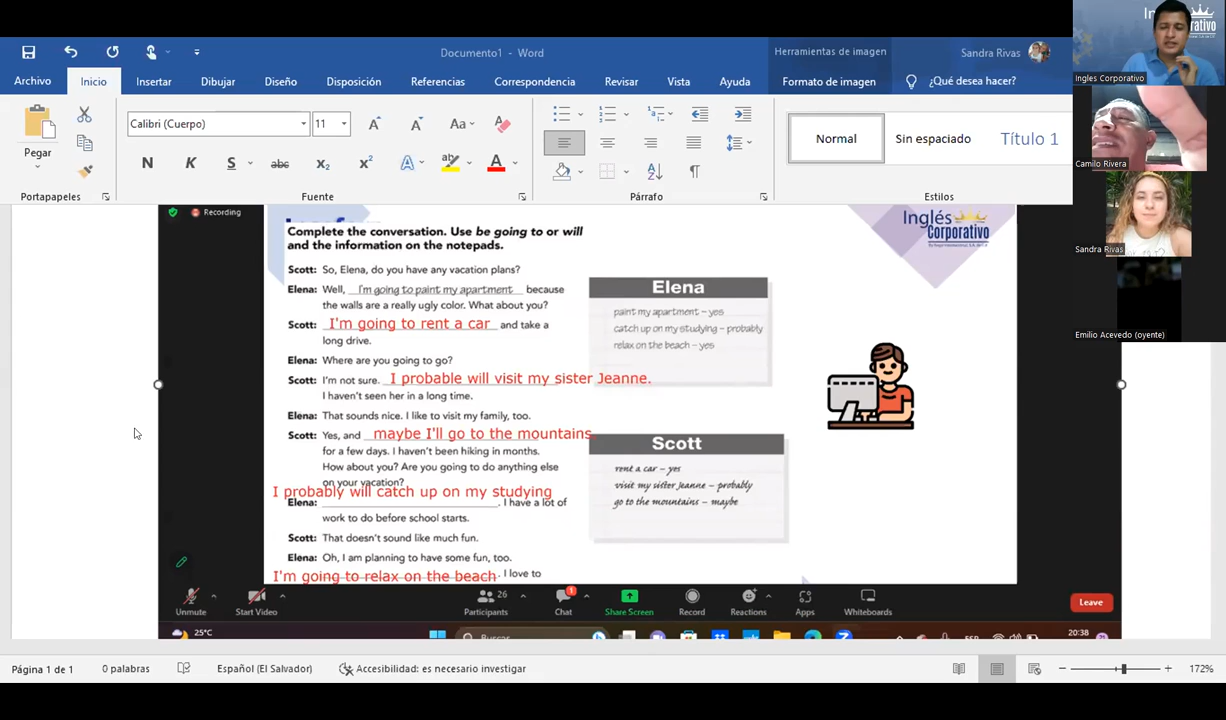 Documento1 - Word
Herramientas de imagen
Sandra Rivas
Archivo
Inicio
Insertar
Dibujar
Diseño
Disposición
Referencias
Correspondencia
Revisar
Vista
Ayuda
Formato de imagen
¿Qué desea hacer?
Pegar
Calibri (Cuerpo)
11
Aa
N
K
S
abc
x₂
x²
A
A
Normal
Sin espaciado
Título 1
Portapapeles
Fuente
Párrafo
Estilos
Ingles Corporativo
Camilo Rivera
Sandra Rivas
Emilio Acevedo (oyente)
Recording
Inglés
Corporativo
Complete the conversation. Use be going to or will
and the information on the notepads.
Scott: So, Elena, do you have any vacation plans?
Elena: Well, I'm going to paint my apartment because
the walls are a really ugly color. What about you?
Scott: I'm going to rent a car and take a
long drive.
Elena: Where are you going to go?
Scott: I'm not sure. I probable will visit my sister Jeanne.
I haven't seen her in a long time.
Elena: That sounds nice. I like to visit my family, too.
Scott: Yes, and maybe I'll go to the mountains.
for a few days. I haven't been hiking in months.
How about you? Are you going to do anything else
on your vacation?
I probably will catch up on my studying
Elena: . I have a lot of
work to do before school starts.
Scott: That doesn't sound like much fun.
Elena: Oh, I am planning to have some fun, too.
I'm going to relax on the beach. I love to
Elena
paint my apartment – yes
catch up on my studying – probably
relax on the beach – yes
Scott
rent a car – yes
visit my sister Jeanne – probably
go to the mountains – maybe
Unmute
Start Video
26
Participants
1
Chat
Share Screen
Record
Reactions
Apps
Whiteboards
Leave
25°C
Buscar
20:38
Página 1 de 1
0 palabras
Español (El Salvador)
Accesibilidad: es necesario investigar
172%